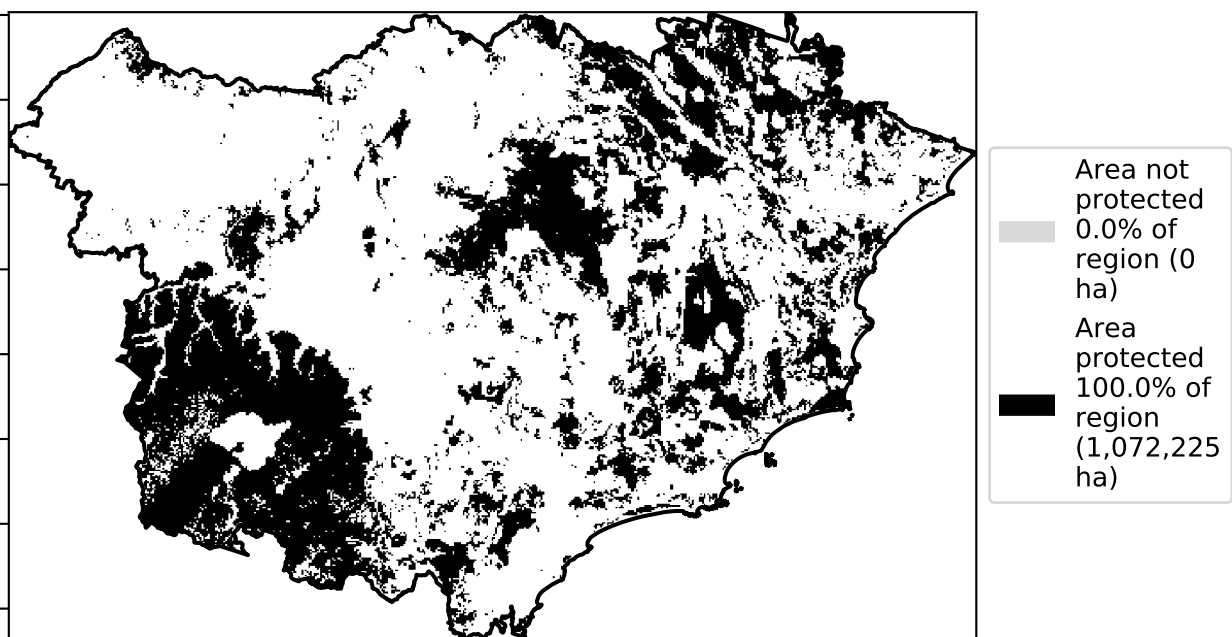 Area not
protected
0.0% of
region (0
ha)
Area
protected
100.0% of
region
(1,072,225
ha)